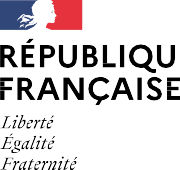 RÉPUBLIQU
FRANÇAISE
Liberté
Égalité
Fraternité